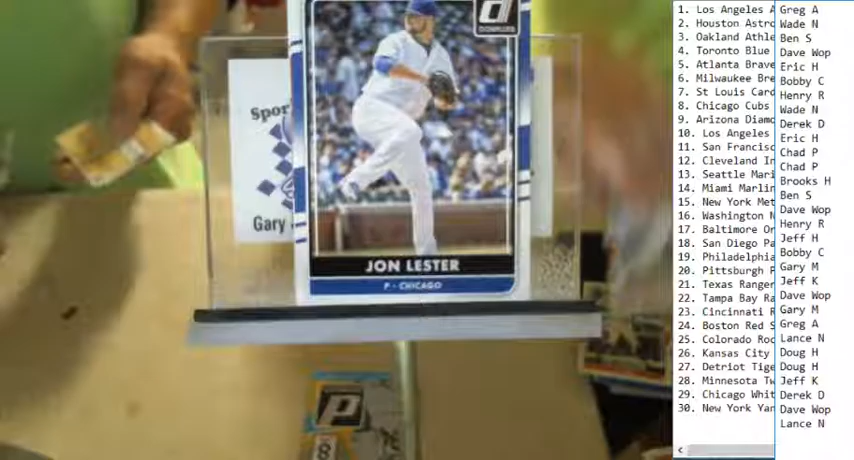 DONRUSS
Spor
Gary
JON LESTER
P - CHICAGO
P
8
1. Los Angeles A Greg A
2. Houston Astro Wade N
3. Oakland Athle Ben S
4. Toronto Blue Dave Wop
5. Atlanta Brave Eric H
6. Milwaukee Bre Bobby C
7. St Louis Card Henry R
8. Chicago Cubs Wade N
9. Arizona Diamo Derek D
10. Los Angeles Eric H
11. San Francisc Chad P
12. Cleveland In Chad P
13. Seattle Mari Brooks H
14. Miami Marlin Ben S
15. New York Met Dave Wop
16. Washington N Henry R
17. Baltimore Or Jeff H
18. San Diego Pa Bobby C
19. Philadelphia Gary M
20. Pittsburgh P Jeff K
21. Texas Ranger Dave Wop
22. Tampa Bay Ra Gary M
23. Cincinnati R Greg A
24. Boston Red S Lance N
25. Colorado Roc Doug H
26. Kansas City Doug H
27. Detriot Tige Jeff K
28. Minnesota Tw Derek D
29. Chicago Whit Dave Wop
30. New York Yan Lance N